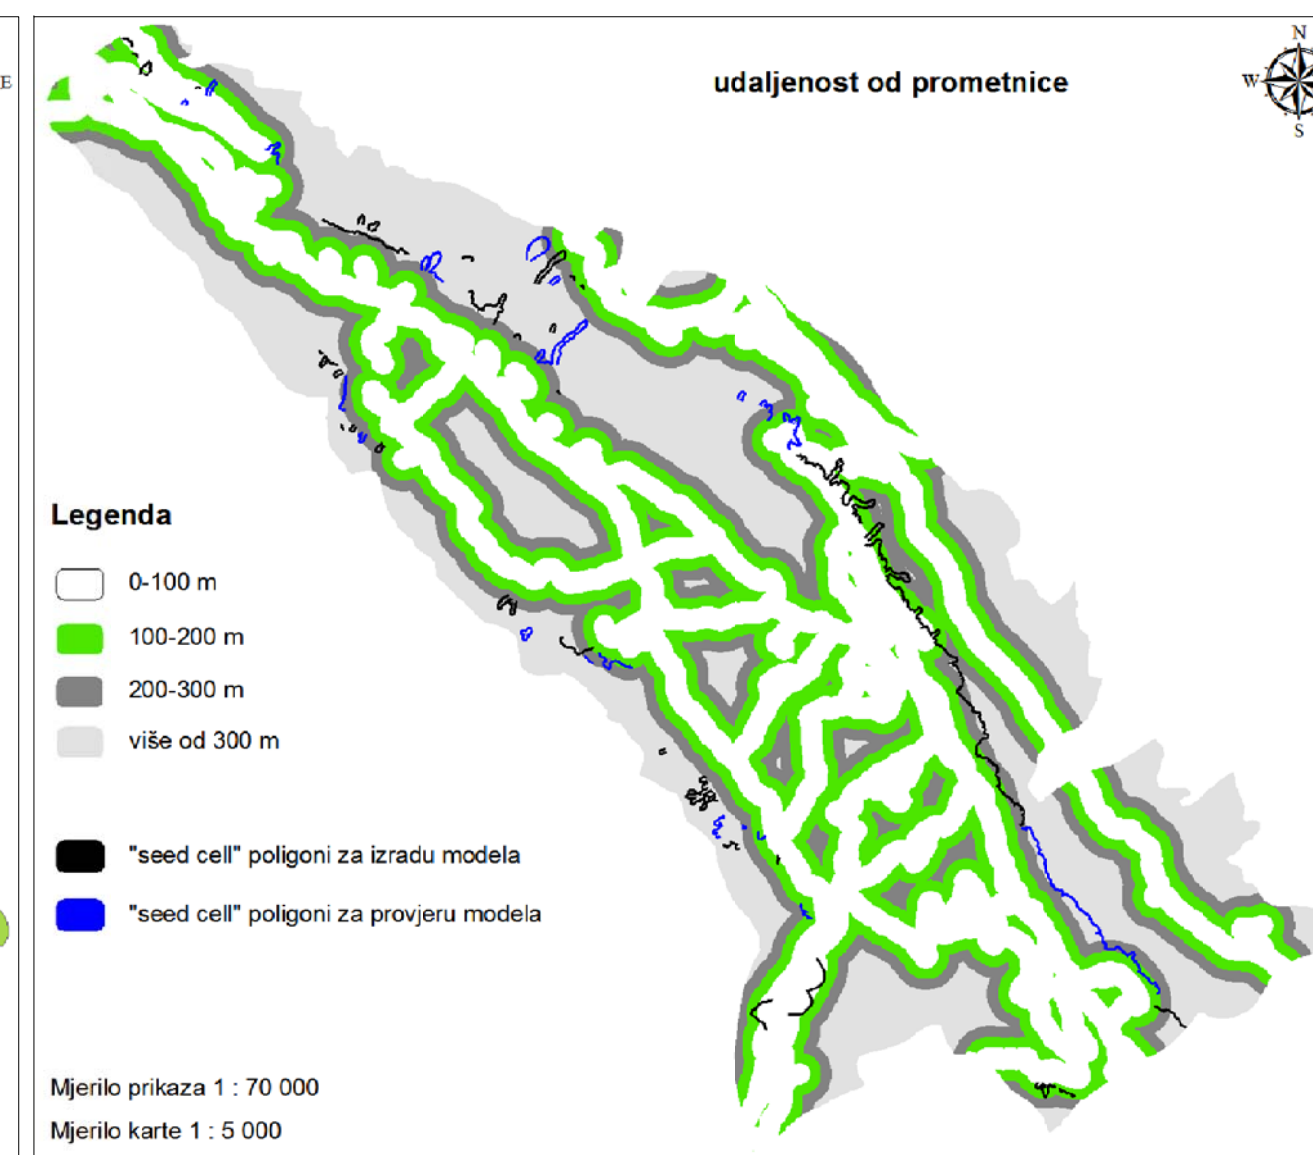 E
udaljenost od prometnice
N
W
S
Legenda
0-100 m
100-200 m
200-300 m
više od 300 m
"seed cell" poligoni za izradu modela
"seed cell" poligoni za provjeru modela
Mjerilo prikaza 1 : 70 000
Mjerilo karte 1 : 5 000